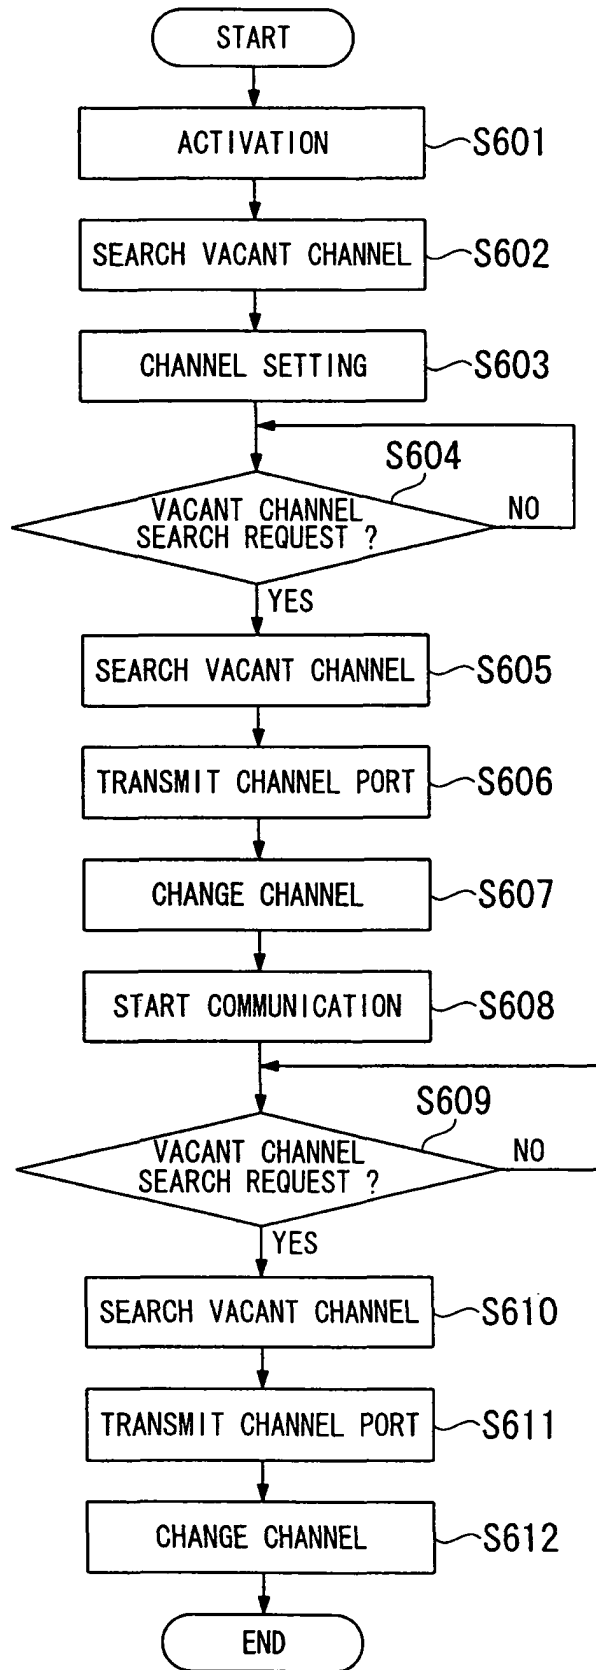 START
ACTIVATION
S601
SEARCH VACANT CHANNEL
S602
CHANNEL SETTING
S603
S604
VACANT CHANNEL
SEARCH REQUEST ?
NO
YES
SEARCH VACANT CHANNEL
S605
TRANSMIT CHANNEL PORT
S606
CHANGE CHANNEL
S607
START COMMUNICATION
S608
S609
VACANT CHANNEL
SEARCH REQUEST ?
NO
YES
SEARCH VACANT CHANNEL
S610
TRANSMIT CHANNEL PORT
S611
CHANGE CHANNEL
S612
END